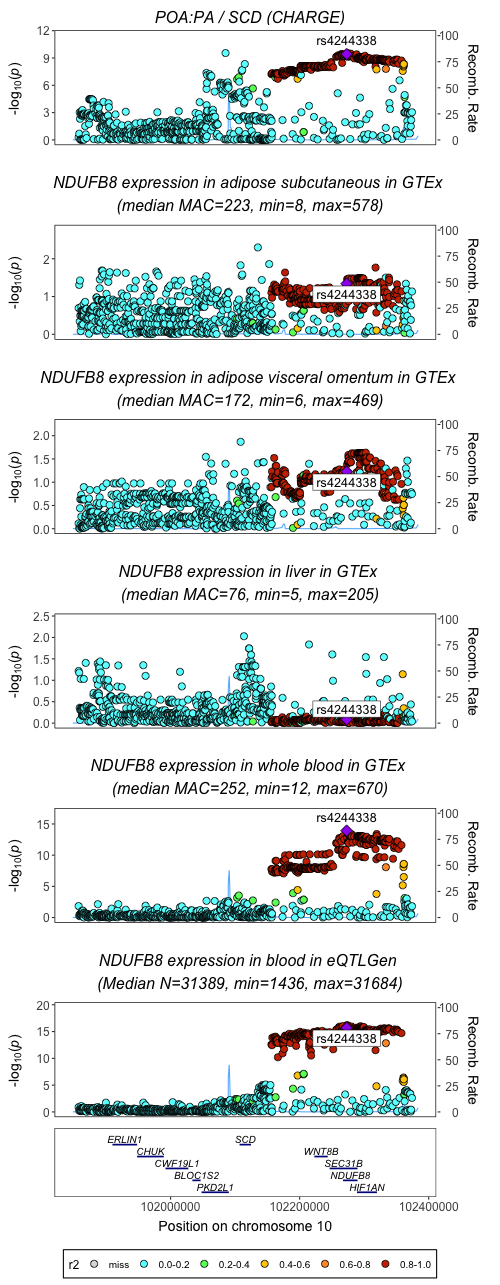 POA:PA / SCD (CHARGE)
12
9
6
3
0
100
75
50
25
0
-log10(p)
Recomb. Rate
rs4244338
NDUFB8 expression in adipose subcutaneous in GTEx
(median MAC=223, min=8, max=578)
2
1
0
100
75
50
25
0
-log10(p)
Recomb. Rate
rs4244338
NDUFB8 expression in adipose visceral omentum in GTEx
(median MAC=172, min=6, max=469)
2.0
1.5
1.0
0.5
0.0
100
75
50
25
0
-log10(p)
Recomb. Rate
rs4244338
NDUFB8 expression in liver in GTEx
(median MAC=76, min=5, max=205)
2.5
2.0
1.5
1.0
0.5
0.0
100
75
50
25
0
-log10(p)
Recomb. Rate
rs4244338
NDUFB8 expression in whole blood in GTEx
(median MAC=252, min=12, max=670)
15
10
5
0
100
75
50
25
0
-log10(p)
Recomb. Rate
rs4244338
NDUFB8 expression in blood in eQTLGen
(Median N=31389, min=1436, max=31684)
20
15
10
5
0
100
75
50
25
0
-log10(p)
Recomb. Rate
rs4244338
ERLIN1 SCD WNT8B
CHUK SEC31B
CWF19L1 NDUFB8
BLOC1S2 HIF1AN
PKD2L1
102000000 102200000 102400000
Position on chromosome 10
r2 miss 0.0-0.2 0.2-0.4 0.4-0.6 0.6-0.8 0.8-1.0